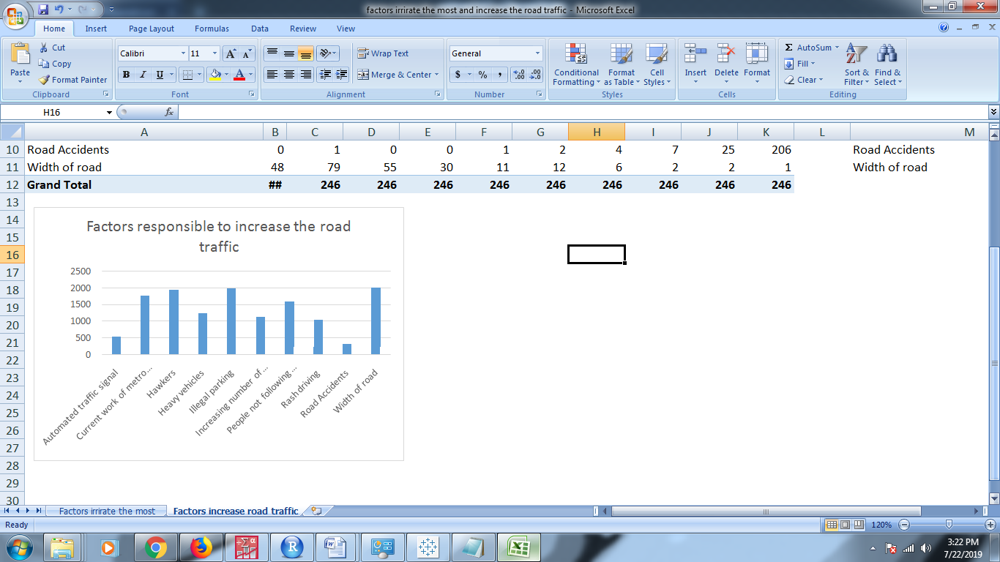 factors irrirate the most and increase the road traffic - Microsoft Excel
Home Insert Page Layout Formulas Data Review View
Paste Cut Copy Format Painter Clipboard
Calibri 11 A A B I U A Font
Wrap Text Merge & Center Alignment
General $ % , .0 .00 .00 .0 Number
Conditional Formatting Format as Table Cell Styles Styles
Insert Delete Format Cells
Σ AutoSum Fill Clear Sort & Filter Find & Select Editing
H16 fx
A B C D E F G H I J K L M
10 Road Accidents 0 1 0 0 1 2 4 7 25 206 Road Accidents
11 Width of road 48 79 55 30 11 12 6 2 2 1 Width of road
12 Grand Total ## 246 246 246 246 246 246 246 246 246
13
14
15
16
17
18
19
20
21
22
23
24
25
26
27
28
29
30
Factors responsible to increase the road
traffic
2500
2000
1500
1000
500
0
Automated traffic signal
Current work of metro...
Hawkers
Heavy vehicles
Illegal parking
Increasing number of...
People not following...
Rash driving
Road Accidents
Width of road
Factors irrirate the most Factors increase road traffic
Ready 120%
3:22 PM
7/22/2019